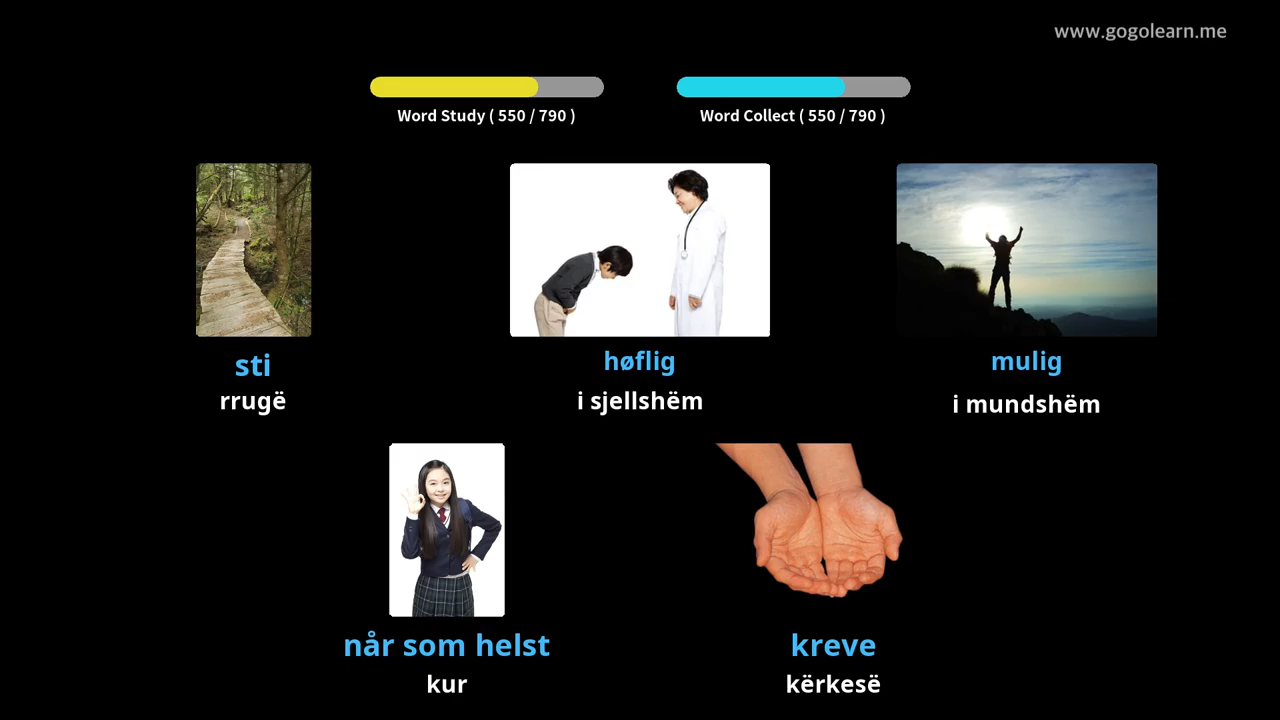 www.gogolearn.me
Word Study ( 550 / 790 )
Word Collect ( 550 / 790 )
sti
rrugë
høflig
i sjellshëm
mulig
i mundshëm
når som helst
kur
kreve
kërkesë